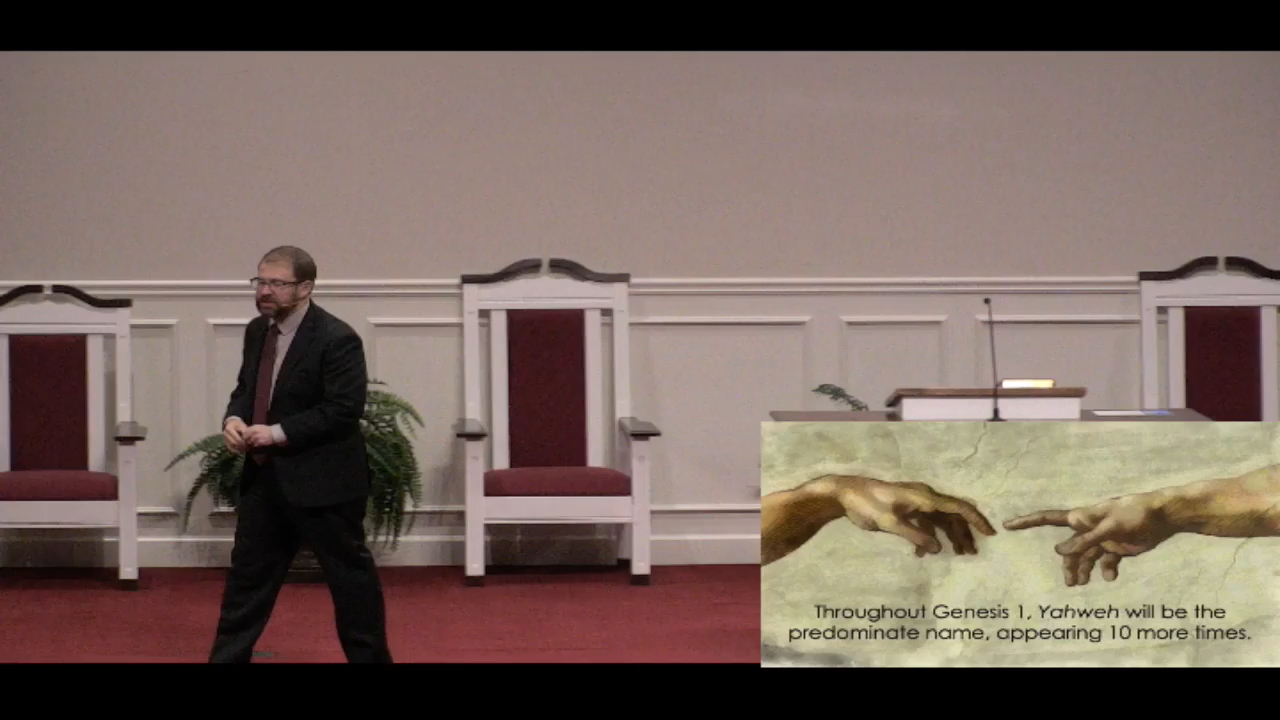 Throughout Genesis 1, Yahweh will be the
predominate name, appearing 10 more times.